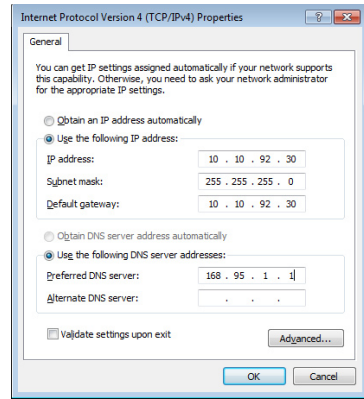 Internet Protocol Version 4 (TCP/IPv4) Properties
General
You can get IP settings assigned automatically if your network supports
this capability. Otherwise, you need to ask your network administrator
for the appropriate IP settings.
Obtain an IP address automatically
Use the following IP address:
IP address: 10 . 10 . 92 . 30
Subnet mask: 255 . 255 . 255 . 0
Default gateway: 10 . 10 . 92 . 30
Obtain DNS server address automatically
Use the following DNS server addresses:
Preferred DNS server: 168 . 95 . 1 . 1
Alternate DNS server: . . .
Validate settings upon exit
Advanced...
OK Cancel